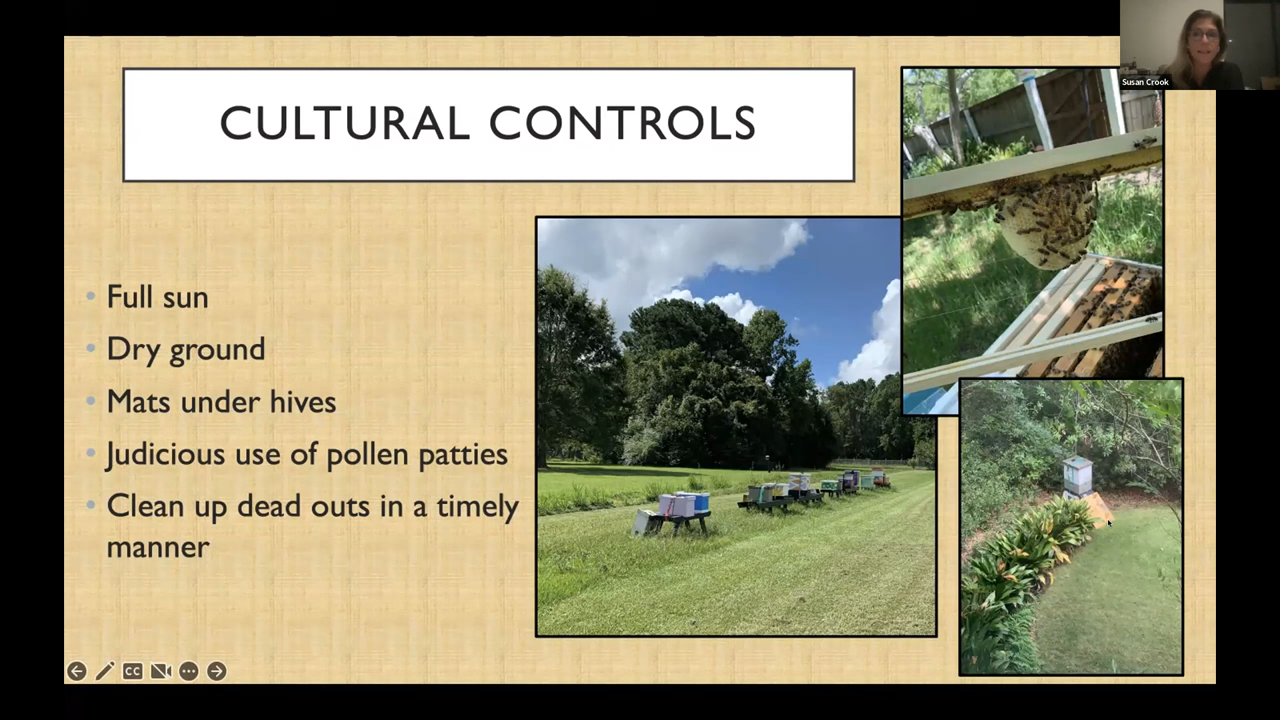 Susan Crook
CULTURAL CONTROLS
• Full sun
• Dry ground
• Mats under hives
• Judicious use of pollen patties
• Clean up dead outs in a timely
manner
CC